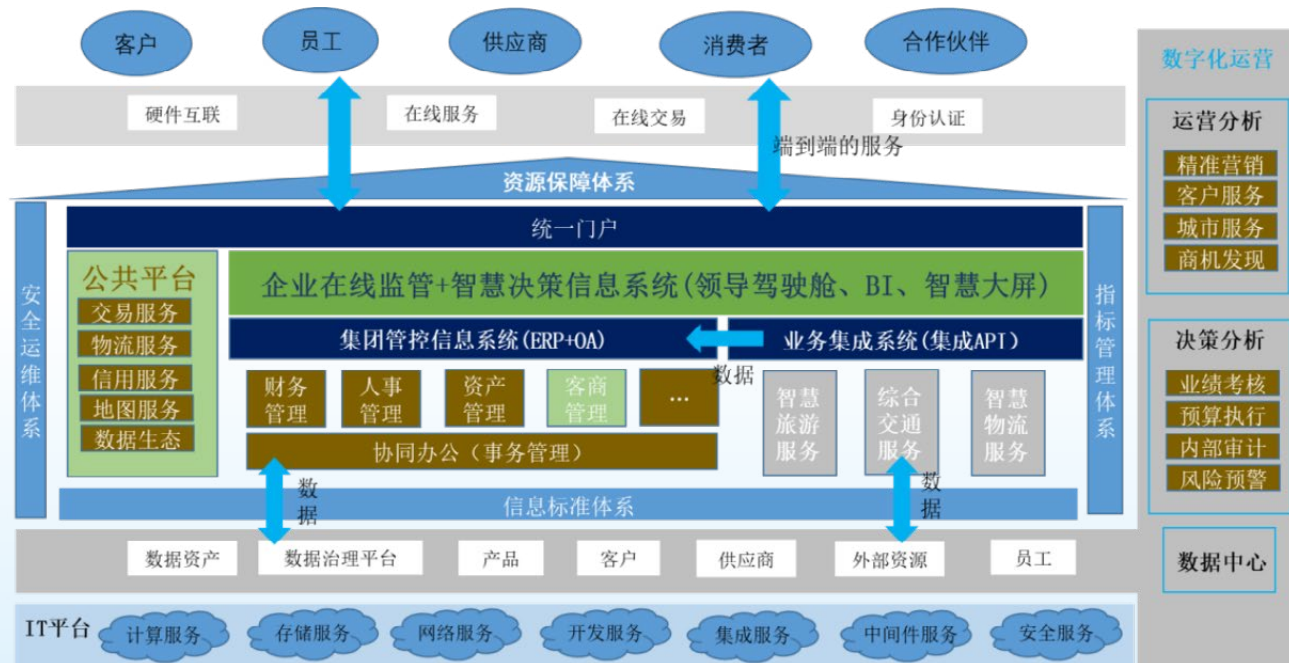 客户
员工
供应商
消费者
合作伙伴
硬件互联
在线服务
在线交易
身份认证
端到端的服务
资源保障体系
统一门户
安全运维体系
公共平台
交易服务
物流服务
信用服务
地图服务
数据生态
企业在线监管+智慧决策信息系统(领导驾驶舱、BI、智慧大屏)
集团管控信息系统(ERP+OA)
业务集成系统(集成API)
数据
财务
管理
人事
管理
资产
管理
客商
管理
...
智慧
旅游
服务
综合
交通
服务
智慧
物流
服务
协同办公（事务管理）
数据
数据
信息标准体系
指标管理体系
数据资产
数据治理平台
产品
客户
供应商
外部资源
员工
IT平台
计算服务
存储服务
网络服务
开发服务
集成服务
中间件服务
安全服务
数字化运营
运营分析
精准营销
客户服务
城市服务
商机发现
决策分析
业绩考核
预算执行
内部审计
风险预警
数据中心